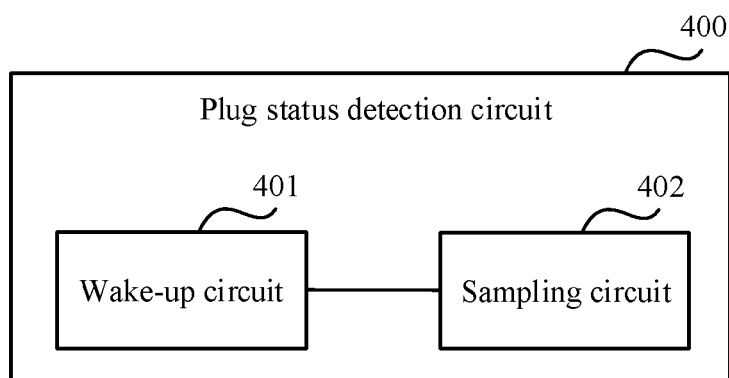 400
Plug status detection circuit
401
402
Wake-up circuit
Sampling circuit